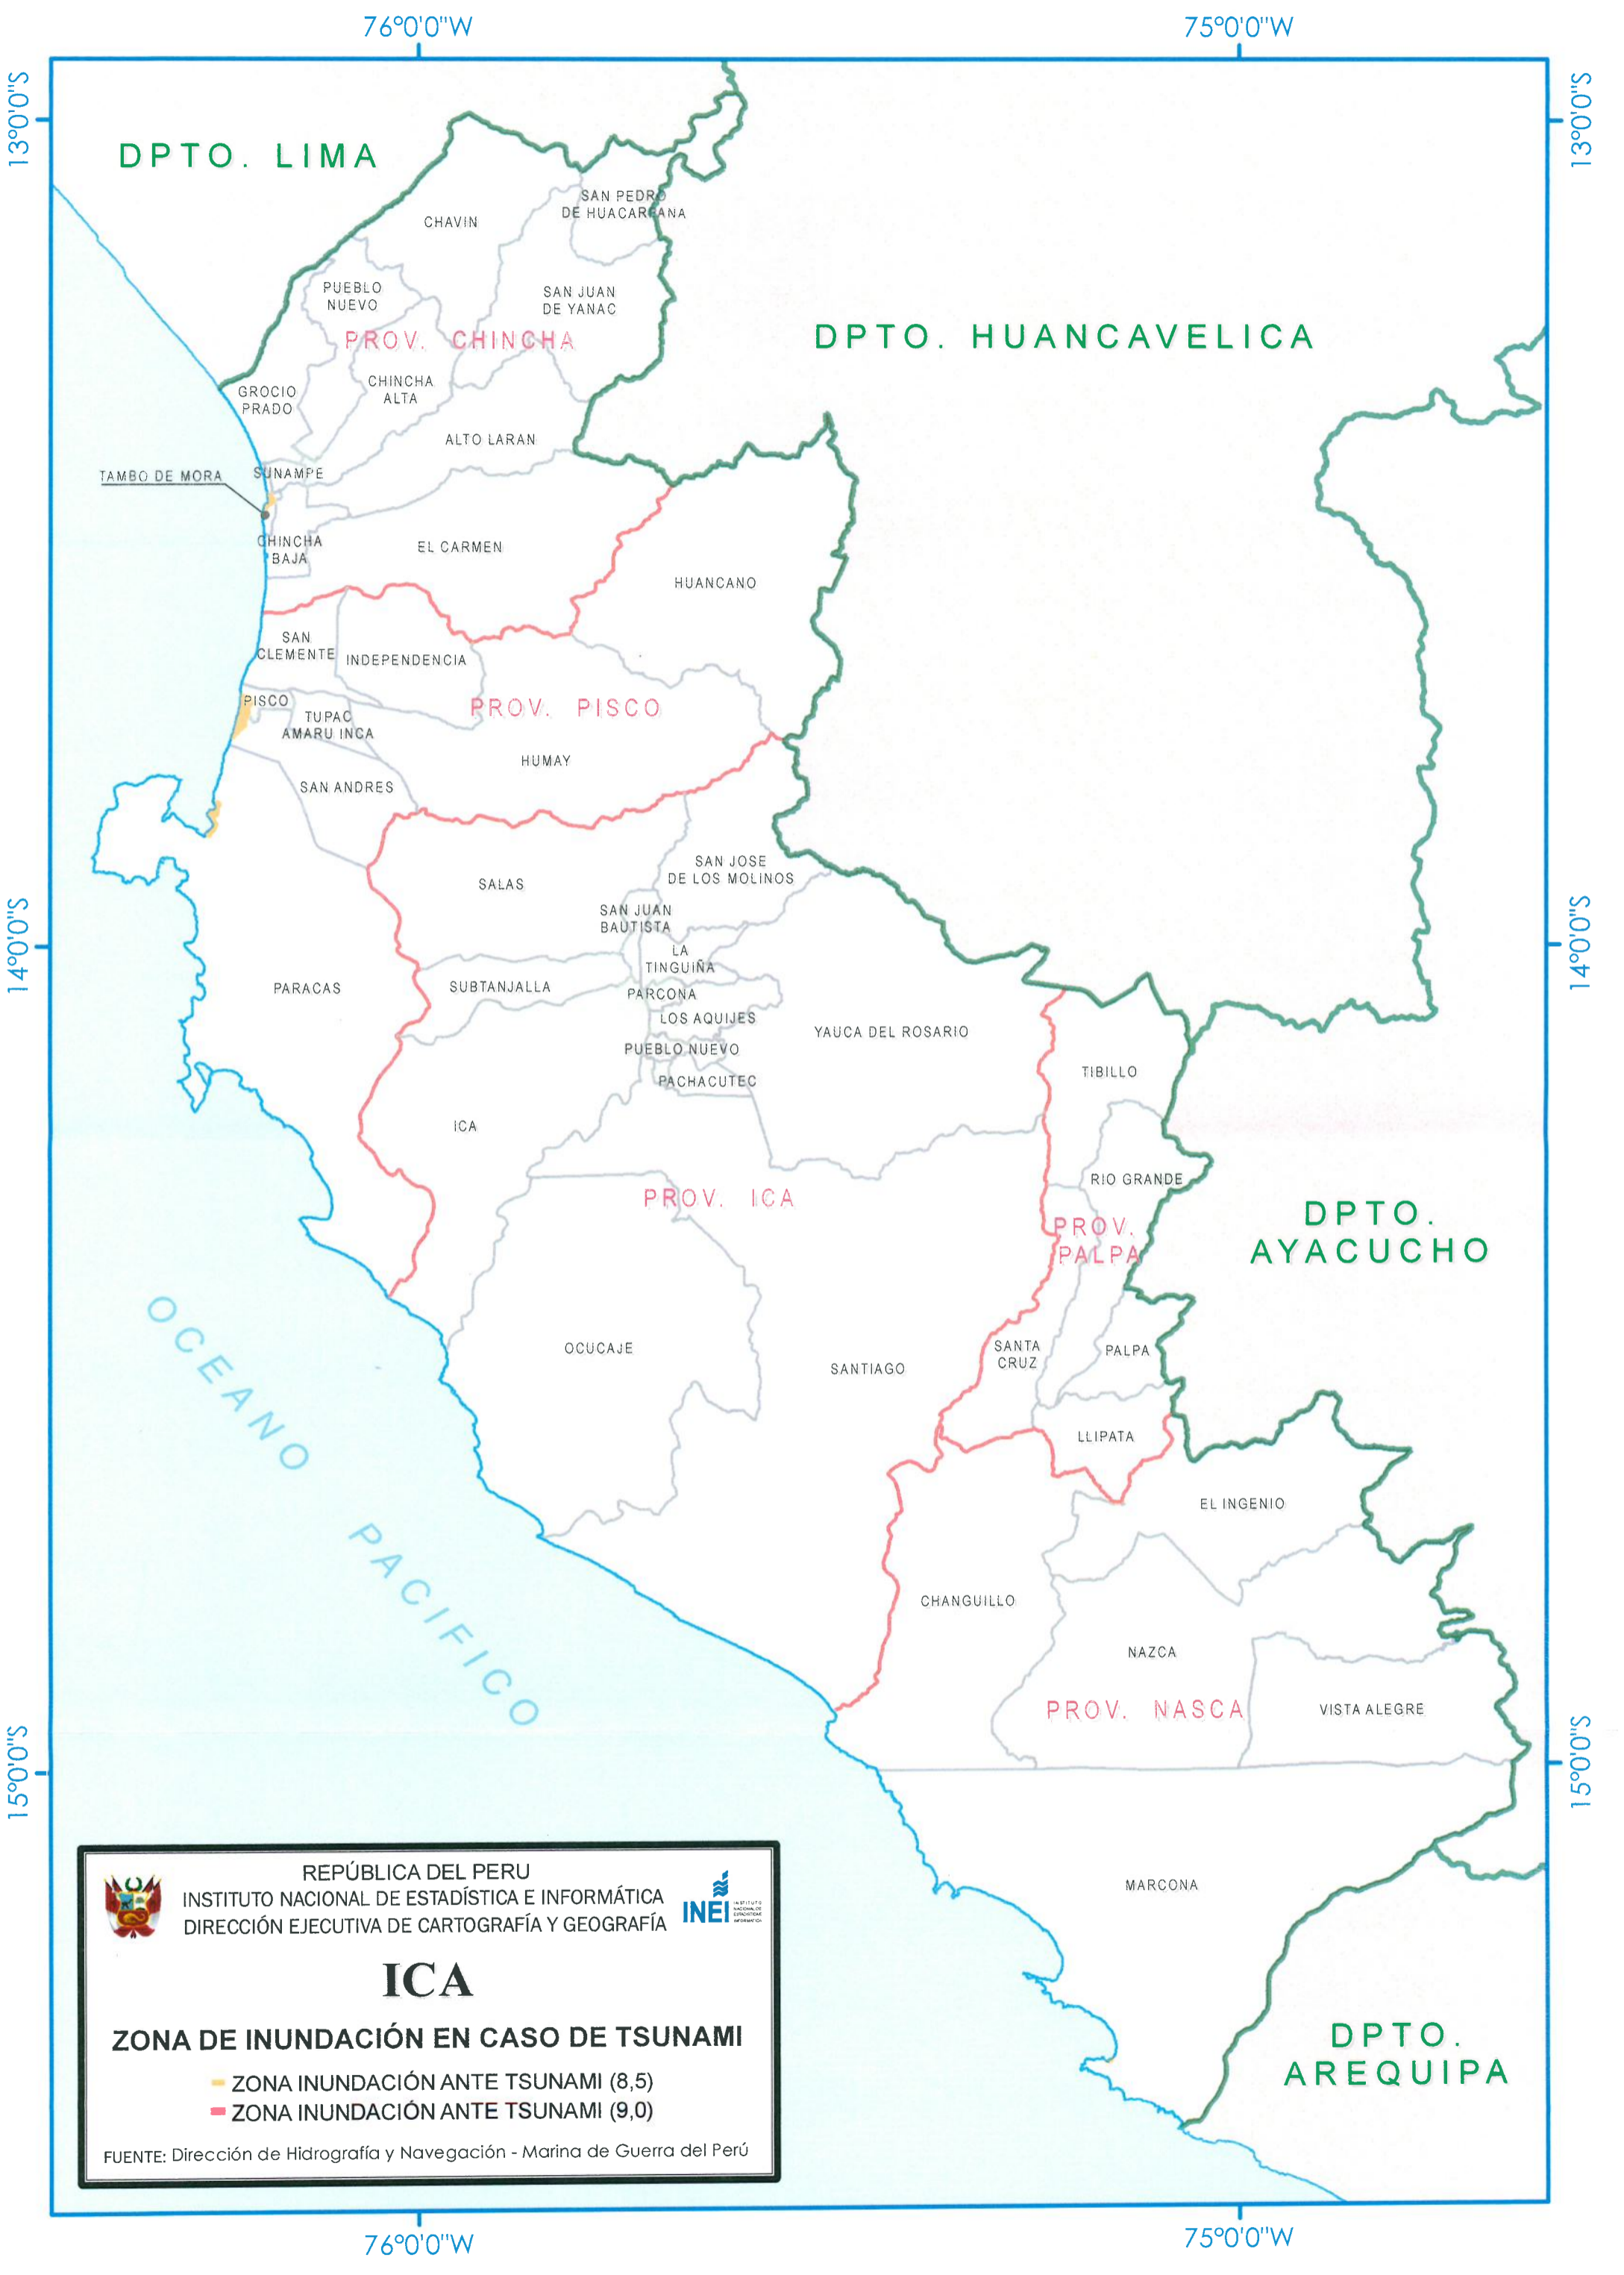 76°0'0"W
75°0'0"W
13°0'0"S
13°0'0"S
DPTO. LIMA
SAN PEDRO
DE HUACARPANA
CHAVIN
PUEBLO
NUEVO
SAN JUAN
DE YANAC
PROV. CHINCHA
DPTO. HUANCAVELICA
GROCIO
PRADO
CHINCHA
ALTA
ALTO LARAN
SUNAMPE
TAMBO DE MORA
CHINCHA
BAJA
EL CARMEN
HUANCANO
SAN
CLEMENTE
INDEPENDENCIA
PISCO
PROV. PISCO
TUPAC
AMARU INCA
HUMAY
SAN ANDRES
SALAS
SAN JOSE
DE LOS MOLINOS
SAN JUAN
BAUTISTA
14°0'0"S
14°0'0"S
LA
TINGUIÑA
PARACAS
SUBTANJALLA
PARCONA
LOS AQUIJES
YAUCA DEL ROSARIO
PUEBLO NUEVO
TIBILLO
PACHACUTEC
ICA
RIO GRANDE
PROV. ICA
PROV.
PALPA
DPTO.
AYACUCHO
OCEANO PACIFICO
OCUCAJE
SANTIAGO
SANTA
CRUZ
PALPA
LLIPATA
EL INGENIO
CHANGUILLO
NAZCA
PROV. NASCA
VISTA ALEGRE
15°0'0"S
15°0'0"S
MARCONA
DPTO.
AREQUIPA
REPÚBLICA DEL PERU
INSTITUTO NACIONAL DE ESTADÍSTICA E INFORMÁTICA
DIRECCIÓN EJECUTIVA DE CARTOGRAFÍA Y GEOGRAFÍA
INEI
ICA
ZONA DE INUNDACIÓN EN CASO DE TSUNAMI
ZONA INUNDACIÓN ANTE TSUNAMI (8,5)
ZONA INUNDACIÓN ANTE TSUNAMI (9,0)
FUENTE: Dirección de Hidrografía y Navegación - Marina de Guerra del Perú
76°0'0"W
75°0'0"W